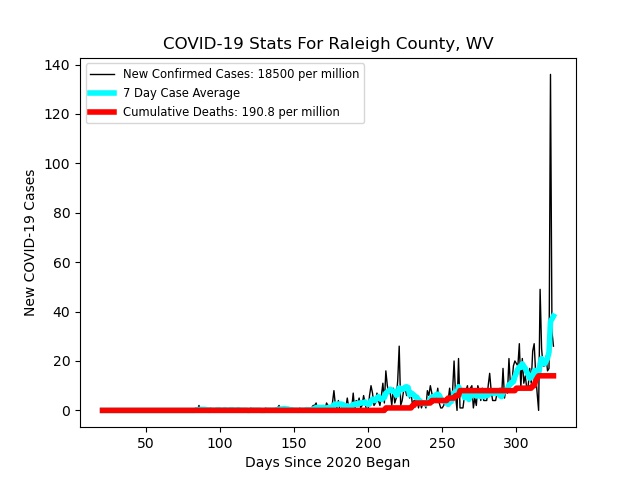 COVID-19 Stats For Raleigh County, WV
New Confirmed Cases: 18500 per million
7 Day Case Average
Cumulative Deaths: 190.8 per million
New COVID-19 Cases
140
120
100
80
60
40
20
0
50 100 150 200 250 300
Days Since 2020 Began